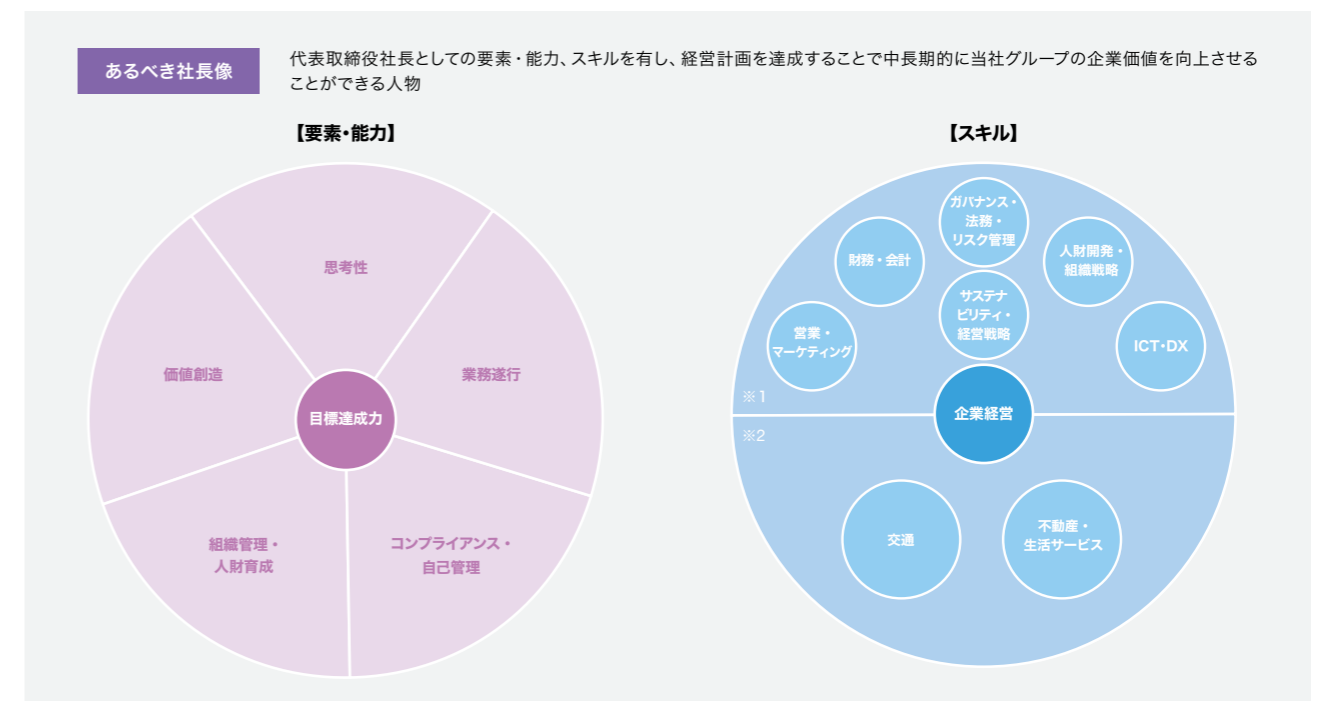 あるべき社長像
代表取締役社長としての要素・能力、スキルを有し、経営計画を達成することで中長期的に当社グループの企業価値を向上させる
ことができる人物
【要素・能力】
思考性
価値創造
業務遂行
目標達成力
組織管理・
人財育成
コンプライアンス・
自己管理
【スキル】
ガバナンス・
法務・
リスク管理
財務・会計
人財開発・
組織戦略
サステナ
ビリティ・
経営戦略
営業・
マーケティング
ICT・DX
※1
企業経営
※2
交通
不動産・
生活サービス